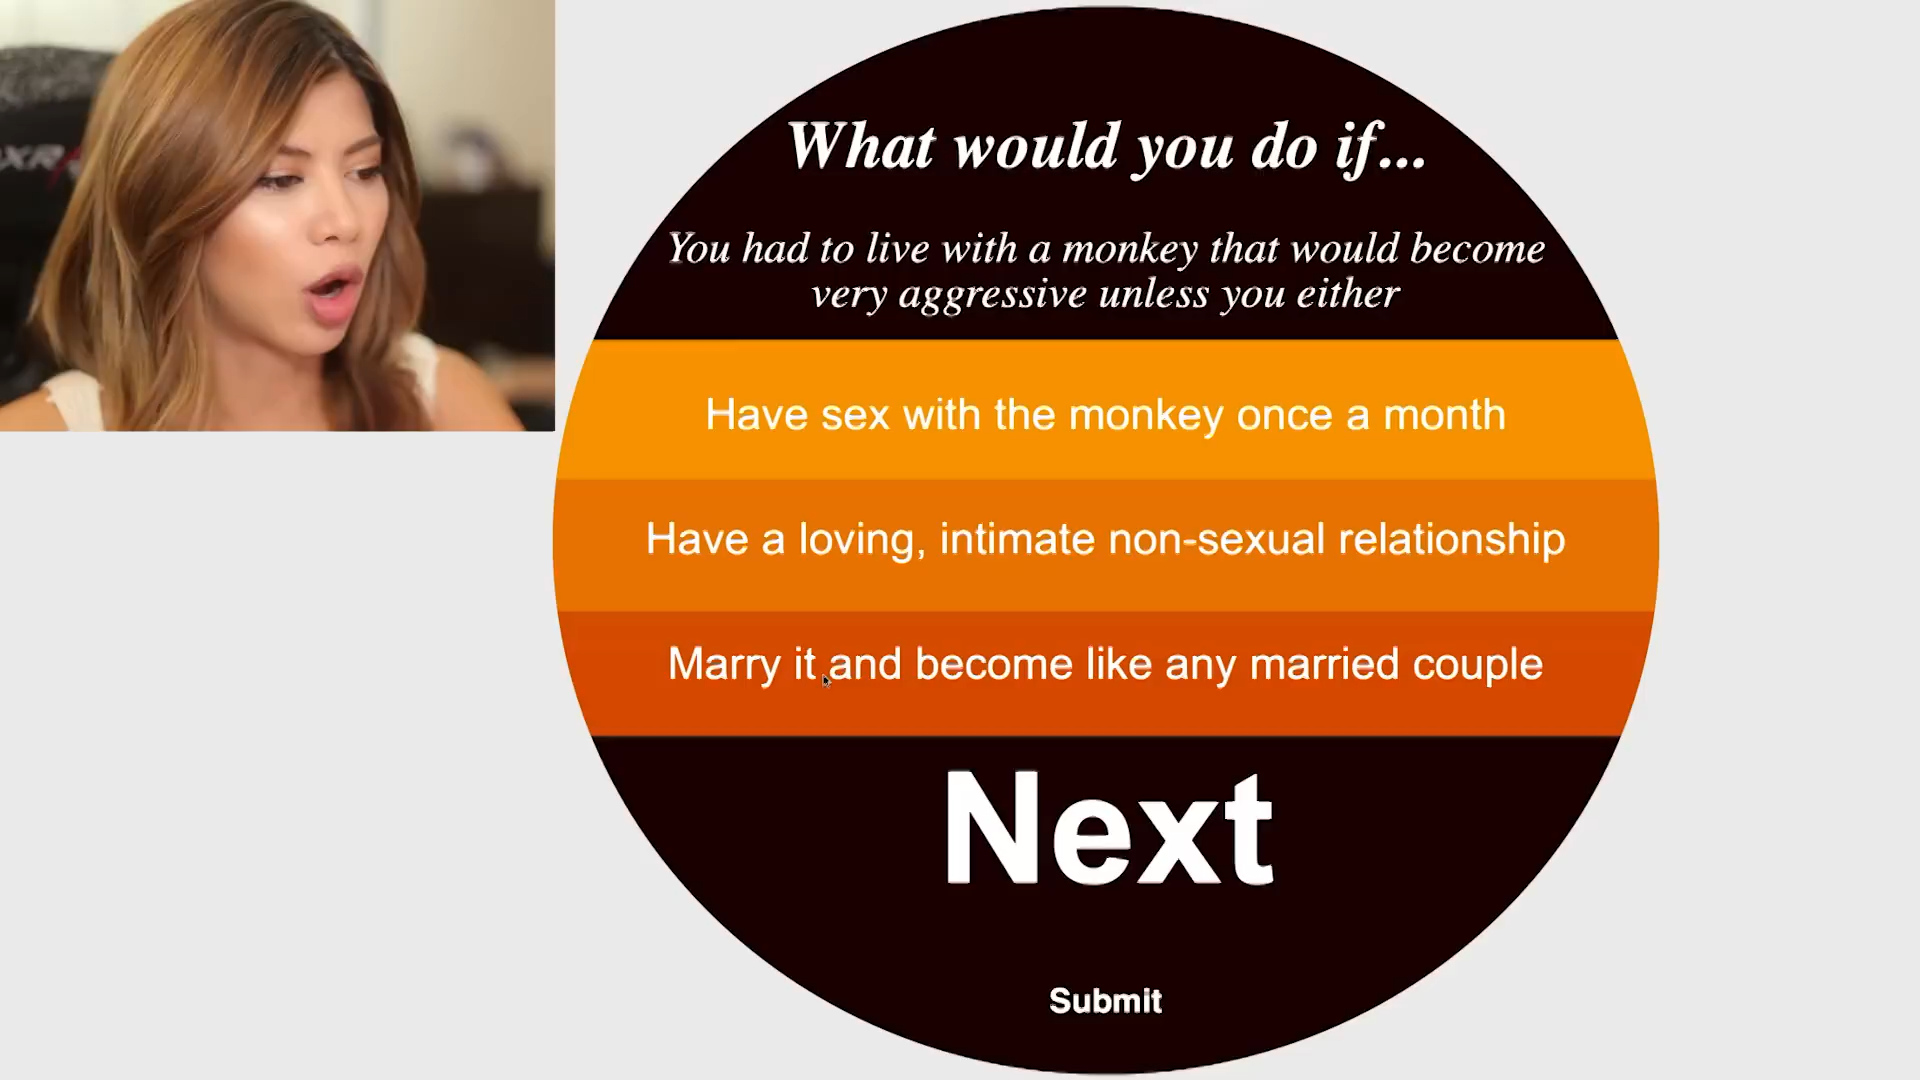 What would you do if...
You had to live with a monkey that would become
very aggressive unless you either
Have sex with the monkey once a month
Have a loving, intimate non-sexual relationship
Marry it and become like any married couple
Next
Submit